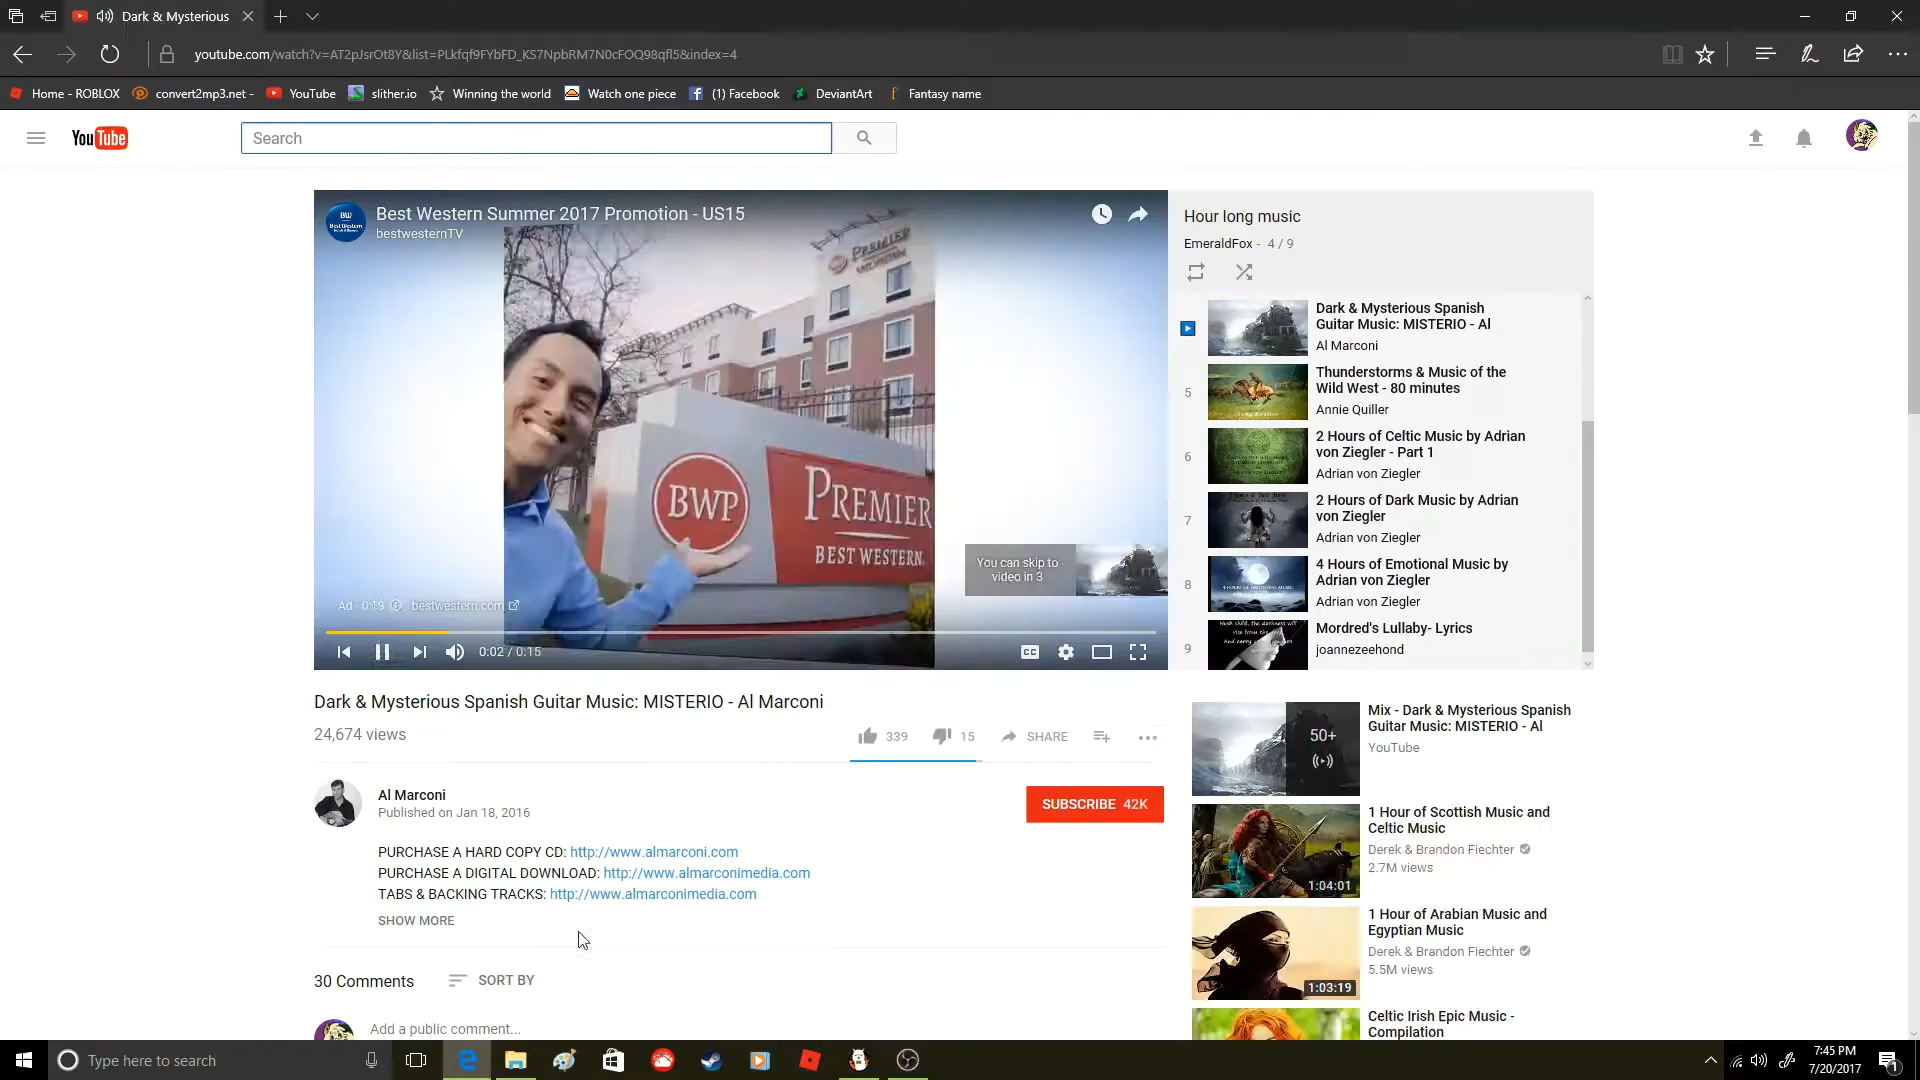 Dark & Mysterious
youtube.com/watch?v=AT2pJsrOt8Y&list=PLkfqf9FYbFD_KS7NpbRM7N0cFOQ98qfl5&index=4
Home - ROBLOX
convert2mp3.net -
YouTube
slither.io
Winning the world
Watch one piece
(1) Facebook
DeviantArt
Fantasy name
YouTube
Search
BW
Best Western
Best Western Summer 2017 Promotion - US15
bestwesternTV
PREMIER
BWP
PREMIER
BEST WESTERN.
You can skip to
video in 3
Ad · 0:19
bestwestern.com
0:02 / 0:15
CC
Hour long music
EmeraldFox - 4 / 9
Dark & Mysterious Spanish
Guitar Music: MISTERIO - Al
Al Marconi
5
Thunderstorms & Music of the
Wild West - 80 minutes
Annie Quiller
6
2 Hours of Celtic Music by Adrian
von Ziegler - Part 1
Adrian von Ziegler
7
2 Hours of Dark Music by Adrian
von Ziegler
Adrian von Ziegler
8
4 Hours of Emotional Music by
Adrian von Ziegler
Adrian von Ziegler
9
Mordred's Lullaby- Lyrics
joannezeehond
Dark & Mysterious Spanish Guitar Music: MISTERIO - Al Marconi
24,674 views
339
15
SHARE
Al Marconi
Published on Jan 18, 2016
SUBSCRIBE 42K
PURCHASE A HARD COPY CD: http://www.almarconi.com
PURCHASE A DIGITAL DOWNLOAD: http://www.almarconimedia.com
TABS & BACKING TRACKS: http://www.almarconimedia.com
SHOW MORE
30 Comments
SORT BY
Add a public comment...
50+
Mix - Dark & Mysterious Spanish
Guitar Music: MISTERIO - Al
YouTube
1:04:01
1 Hour of Scottish Music and
Celtic Music
Derek & Brandon Fiechter
2.7M views
1:03:19
1 Hour of Arabian Music and
Egyptian Music
Derek & Brandon Fiechter
5.5M views
Celtic Irish Epic Music -
Compilation
Type here to search
7:45 PM
7/20/2017
1